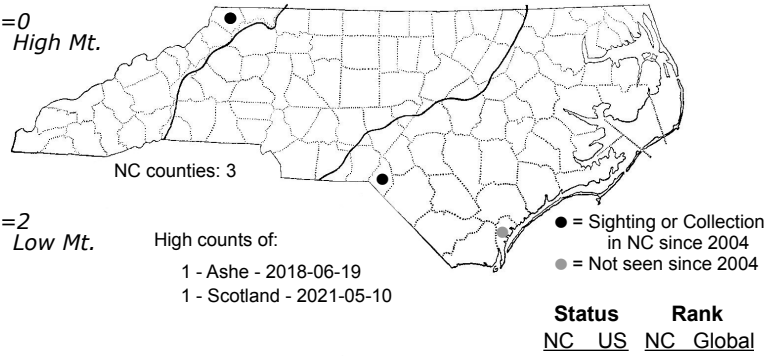 =0
High Mt.
NC counties: 3
=2
Low Mt.
High counts of:
1 - Ashe - 2018-06-19
1 - Scotland - 2021-05-10
= Sighting or Collection
in NC since 2004
= Not seen since 2004
Status Rank
NC US NC Global